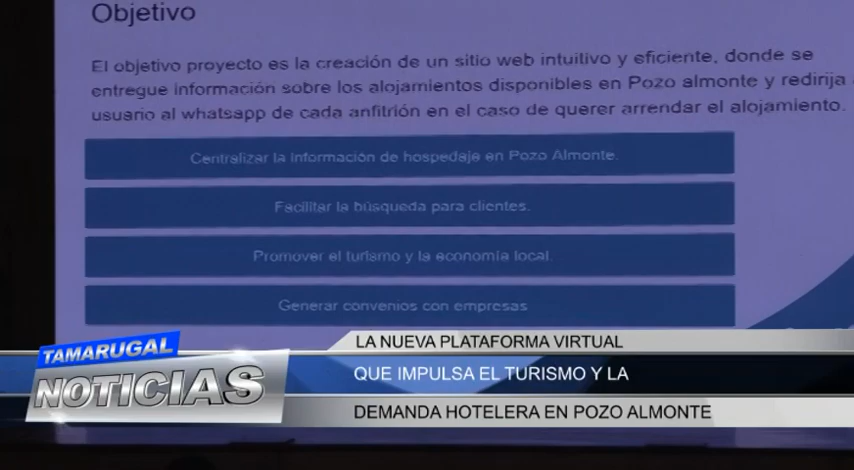 Objetivo
El objetivo proyecto es la creación de un sitio web intuitivo y eficiente, donde se
entregue información sobre los alojamientos disponibles en Pozo almonte y redirija
usuario al whatsapp de cada anfitrión en el caso de querer arrendar el alojamiento.
Centralizar la información de hospedaje en Pozo Almonte.
Facilitar la búsqueda para clientes.
Promover el turismo y la economía local.
Generar convenios con empresas
TAMARUGAL
NOTICIAS
LA NUEVA PLATAFORMA VIRTUAL
QUE IMPULSA EL TURISMO Y LA
DEMANDA HOTELERA EN POZO ALMONTE